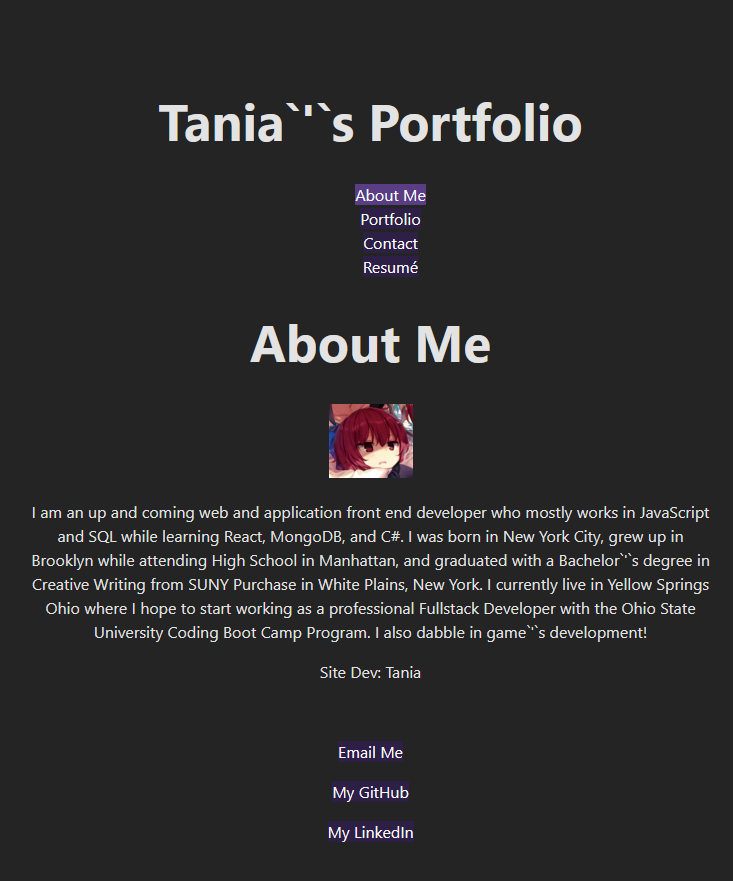 Tania`'`s Portfolio
About Me
Portfolio
Contact
Resumé
About Me
I am an up and coming web and application front end developer who mostly works in JavaScript
and SQL while learning React, MongoDB, and C#. I was born in New York City, grew up in
Brooklyn while attending High School in Manhattan, and graduated with a Bachelor`'`s degree in
Creative Writing from SUNY Purchase in White Plains, New York. I currently live in Yellow Springs
Ohio where I hope to start working as a professional Fullstack Developer with the Ohio State
University Coding Boot Camp Program. I also dabble in game`'`s development!
Site Dev: Tania
Email Me
My GitHub
My LinkedIn